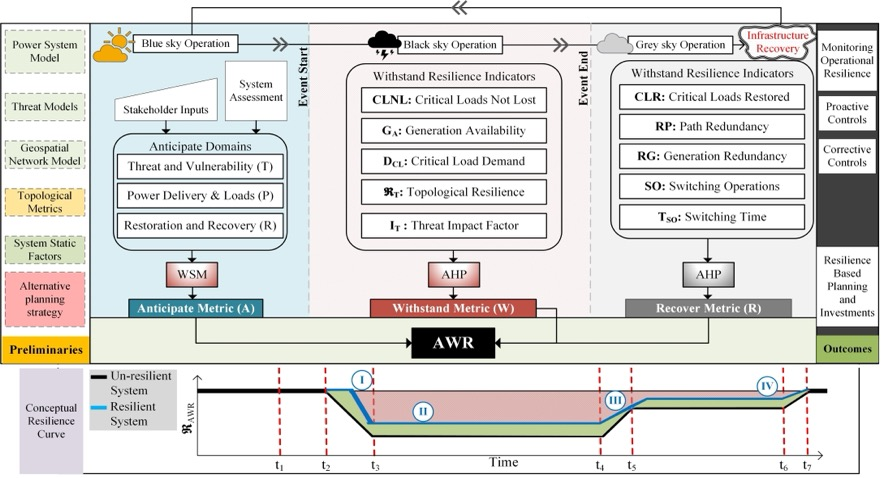 Power System
Model
Threat Models
Geospatial
Network Model
Topological
Metrics
System Static
Factors
Alternative
planning
strategy
Preliminaries
Blue sky Operation
Event Start
Black sky Operation
Event End
Grey sky Operation
Infrastructure
Recovery
Stakeholder Inputs
System
Assessment
Anticipate Domains
Threat and Vulnerability (T)
Power Delivery & Loads (P)
Restoration and Recovery (R)
WSM
Anticipate Metric (A)
Withstand Resilience Indicators
CLNL: Critical Loads Not Lost
G_A: Generation Availability
D_CL: Critical Load Demand
ℜ_T: Topological Resilience
I_T : Threat Impact Factor
AHP
Withstand Metric (W)
Withstand Resilience Indicators
CLR: Critical Loads Restored
RP: Path Redundancy
RG: Generation Redundancy
SO: Switching Operations
T_SO: Switching Time
AHP
Recover Metric (R)
AWR
Monitoring
Operational
Resilience
Proactive
Controls
Corrective
Controls
Resilience
Based
Planning
and
Investments
Outcomes
Conceptual
Resilience
Curve
Un-resilient
System
Resilient
System
ℜ_AWR
I
II
III
IV
t1
t2
t3
t4
t5
t6
t7
Time